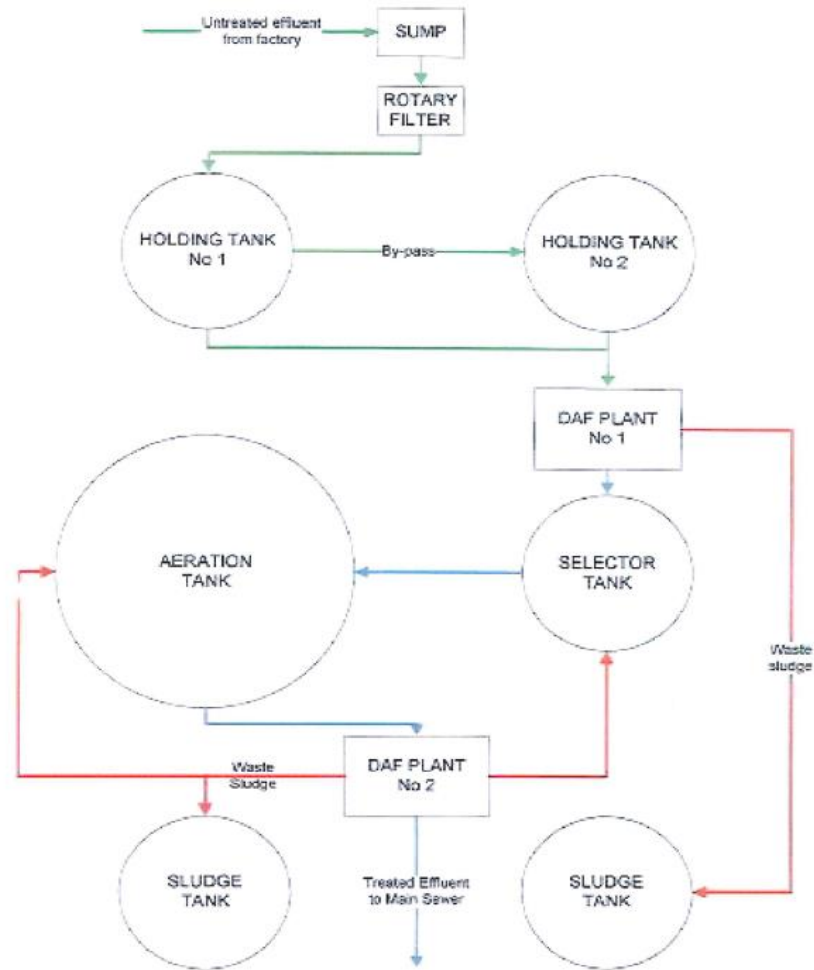 Untreated effluent
from factory
SUMP
ROTARY
FILTER
HOLDING TANK
No 1
By-pass
HOLDING TANK
No 2
DAF PLANT
No 1
AERATION
TANK
SELECTOR
TANK
Waste
sludge
Waste
Sludge
DAF PLANT
No 2
SLUDGE
TANK
Treated Effluent
to Main Sewer
SLUDGE
TANK